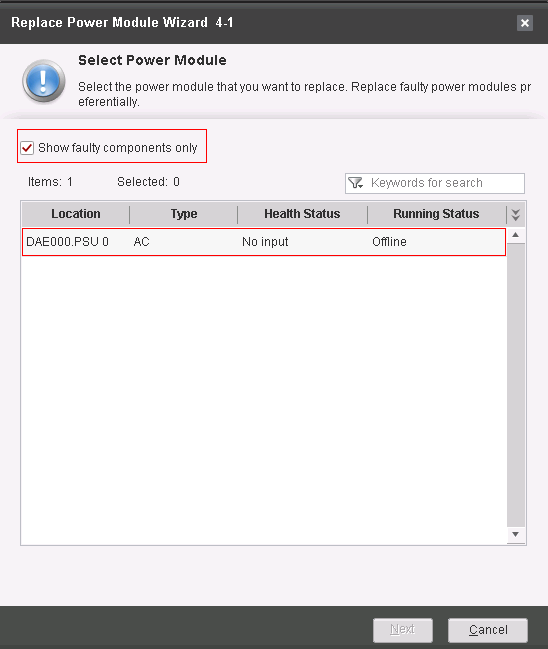 Replace Power Module Wizard 4-1
Select Power Module
Select the power module that you want to replace. Replace faulty power modules pr
eferentially.
Show faulty components only
Items: 1 Selected: 0 Keywords for search
Location Type Health Status Running Status
DAE000.PSU 0 AC No input Offline
Next Cancel